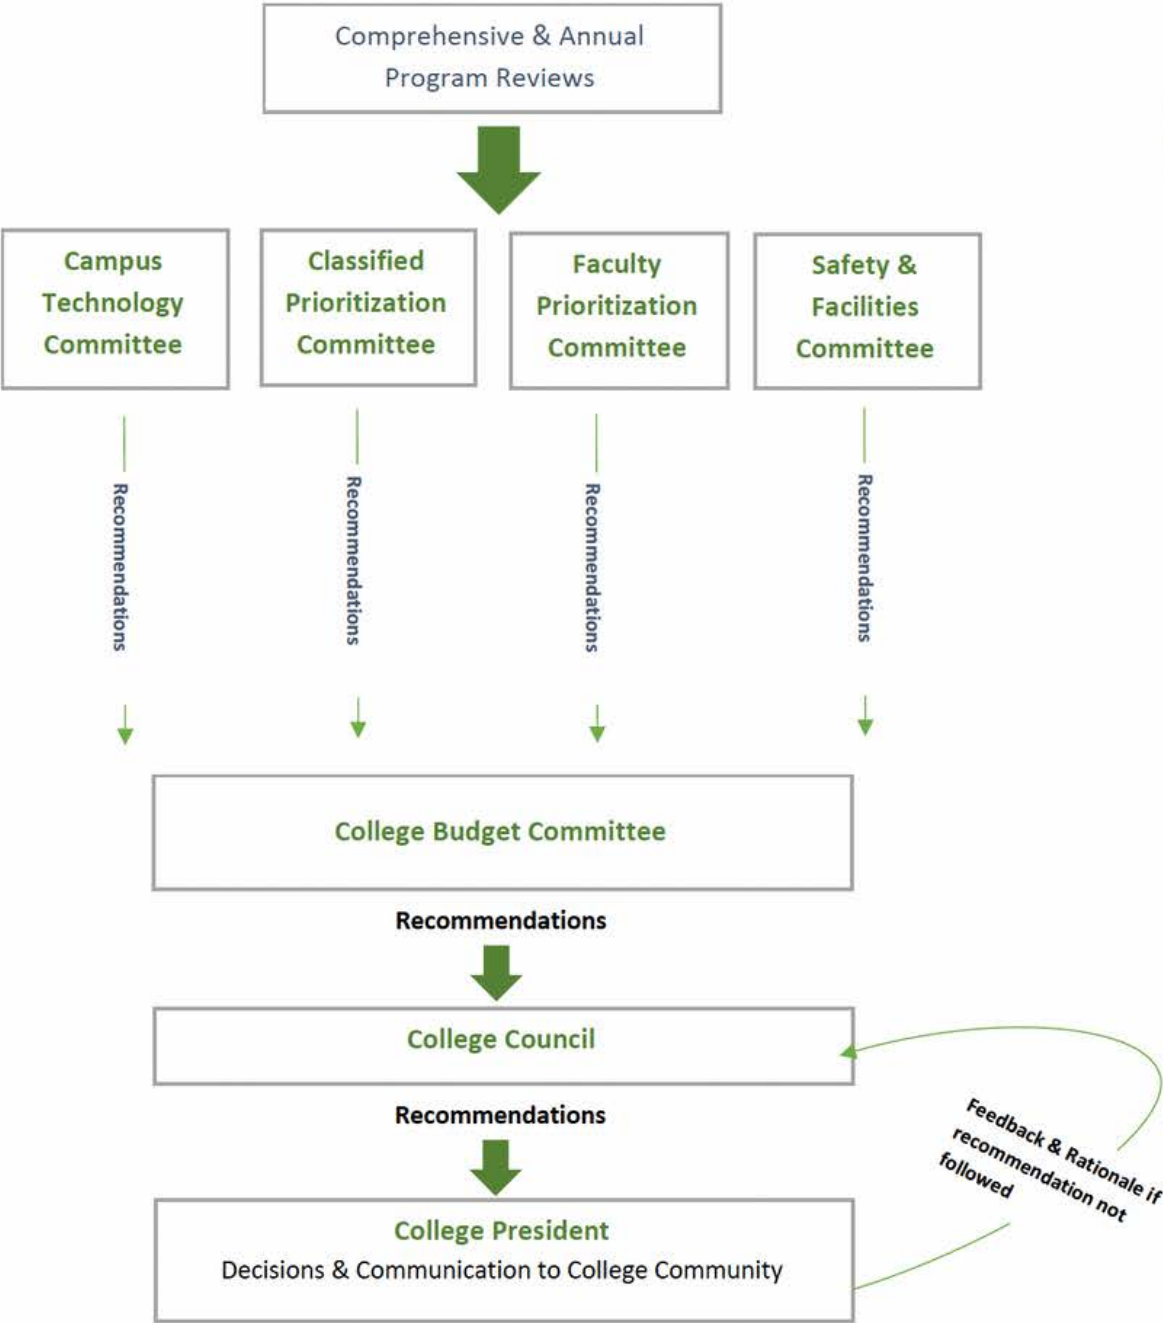 Comprehensive & Annual
Program Reviews
Campus
Technology
Committee
Classified
Prioritization
Committee
Faculty
Prioritization
Committee
Safety &
Facilities
Committee
Recommendations
Recommendations
Recommendations
Recommendations
College Budget Committee
Recommendations
College Council
Recommendations
Feedback & Rationale if
recommendation not
followed
College President
Decisions & Communication to College Community